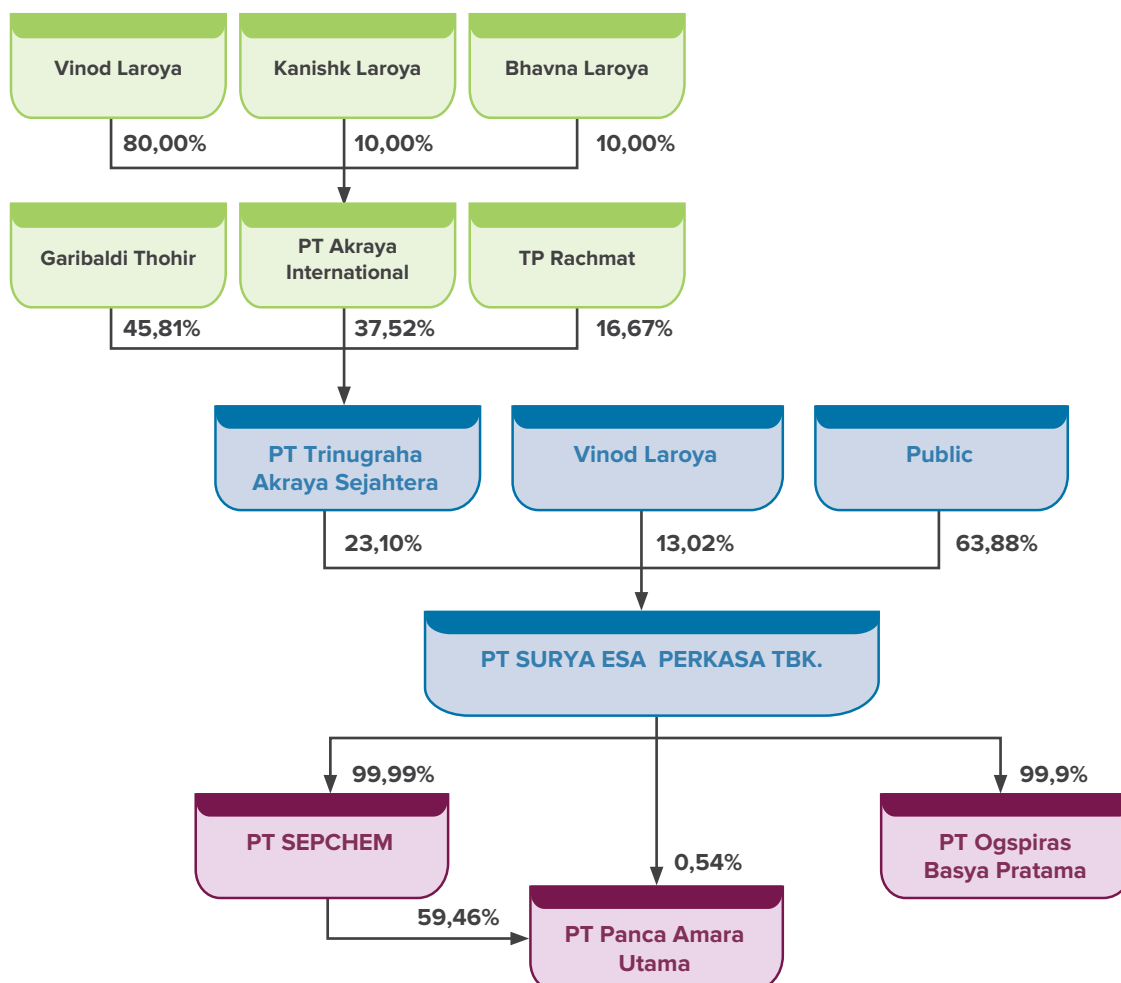 Vinod Laroya
Kanishk Laroya
Bhavna Laroya
80,00%
10,00%
10,00%
Garibaldi Thohir
PT Akraya
International
TP Rachmat
45,81%
37,52%
16,67%
PT Trinugraha
Akraya Sejahtera
Vinod Laroya
Public
23,10%
13,02%
63,88%
PT SURYA ESA PERKASA TBK.
99,99%
99,9%
PT SEPCHEM
PT Ogspiras
Basya Pratama
0,54%
59,46%
PT Panca Amara
Utama